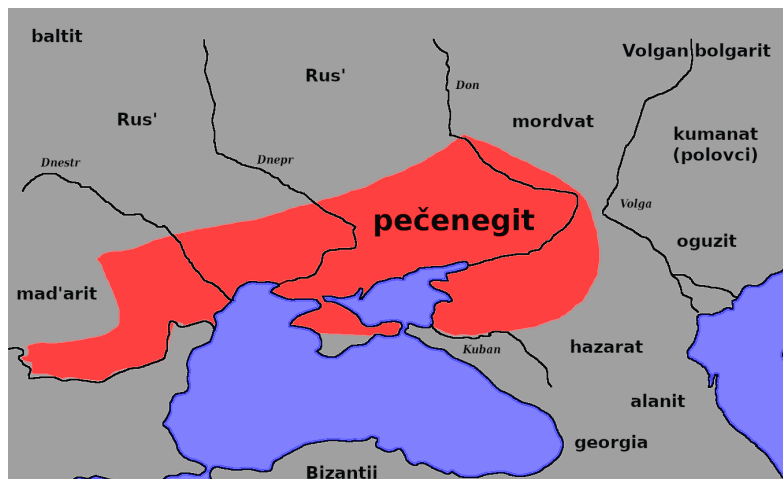 baltit
Volgan bolgarit
Rus'
Don
Rus'
mordvat
kumanat
(polovci)
Dnestr
Dnepr
Volga
pečenegit
oguzit
mad'arit
Kuban
hazarat
alanit
georgia
Bizantii